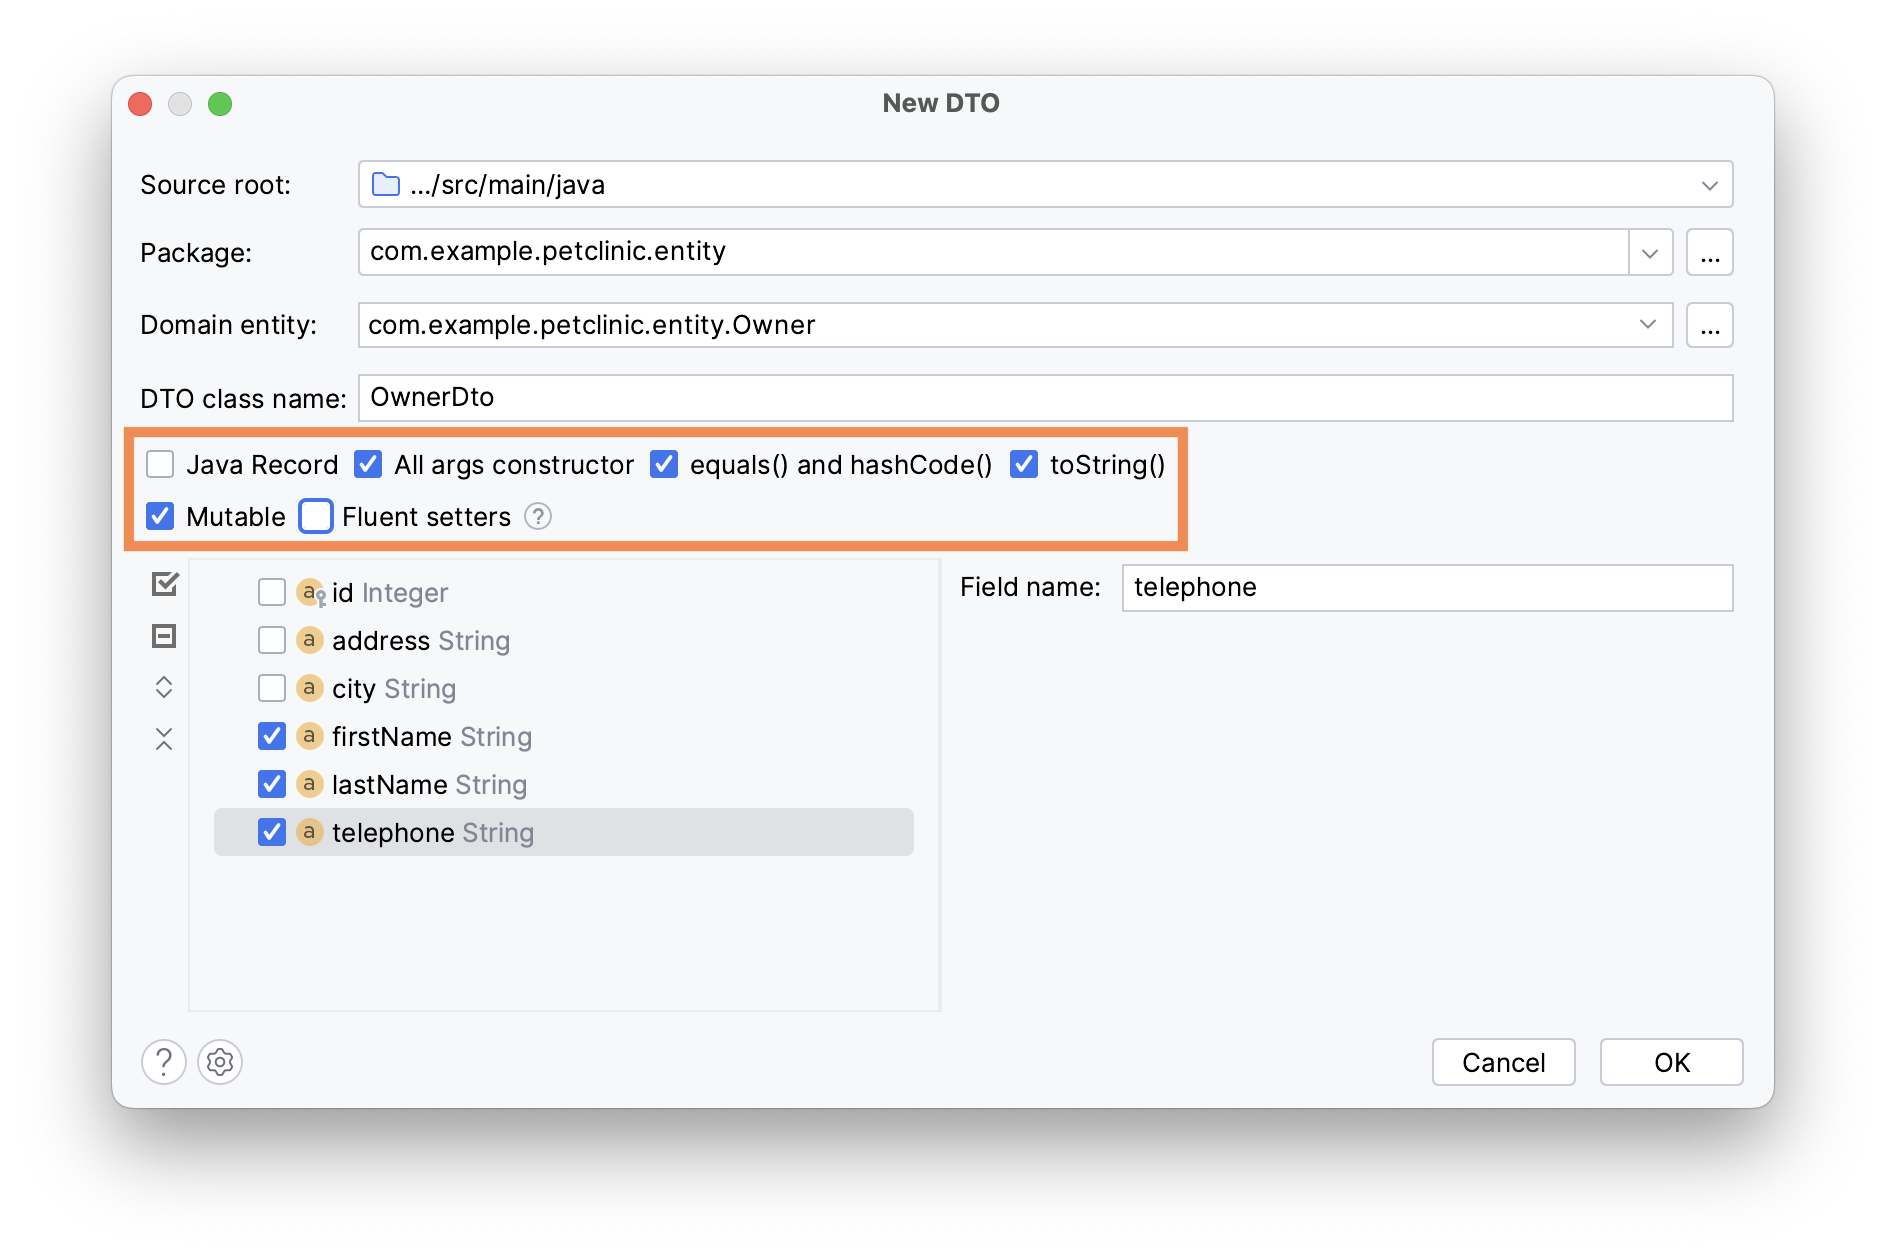 New DTO
Source root: .../src/main/java
Package: com.example.petclinic.entity ...
Domain entity: com.example.petclinic.entity.Owner ...
DTO class name: OwnerDto
Java Record All args constructor equals() and hashCode() toString()
Mutable Fluent setters ?
a id Integer
Field name: telephone
a address String
a city String
a firstName String
a lastName String
a telephone String
? Cancel OK